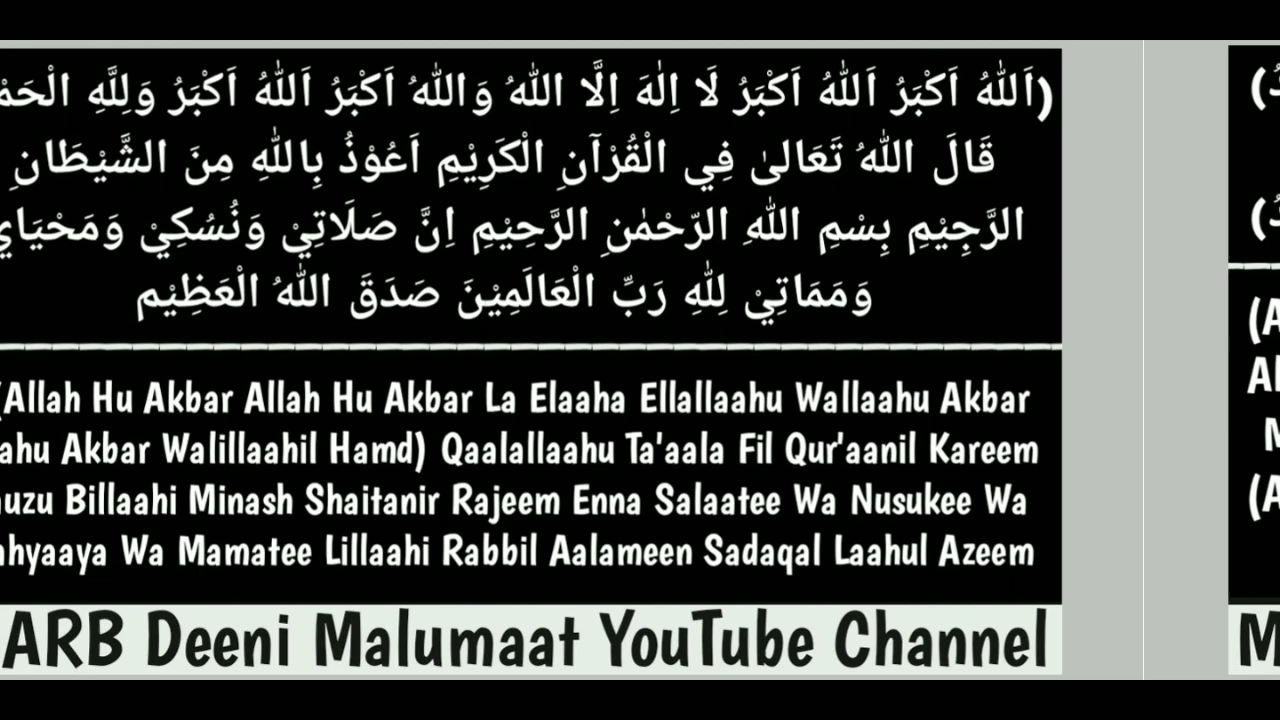 (اَللّٰهُ اَكْبَرُ اَللّٰهُ اَكْبَرُ لَا اِلٰهَ اِلَّا اللّٰهُ وَاللّٰهُ اَكْبَرُ اَللّٰهُ اَكْبَرُ وَلِلَّهِ
قَالَ اللّٰهُ تَعَالىٰ فِي الْقُرْآنِ الْكَرِيْمِ اَعُوْذُ بِاللّٰهِ مِنَ الشَّيْطَانِ
الرَّجِيْمِ بِسْمِ اللّٰهِ الرّحْمٰنِ الرَّحِيْمِ اِنَّ صَلَاتِيْ وَنُسُكِيْ وَمَحْيَاي
وَمَمَاتِيْ لِلّٰهِ رَبِّ الْعَالَمِيْنَ صَدَقَ اللّٰهُ الْعَظِيْم
(Allah Hu Akbar Allah Hu Akbar La Elaaha Ellallaahu Wallaahu Akbar
ahu Akbar Walillaahil Hamd) Qaalallaahu Ta'aala Fil Qur'aanil Kareem
uzu Billaahi Minash Shaitanir Rajeem Enna Salaatee Wa Nusukee Wa
ahyaaya Wa Mamatee Lillaahi Rabbil Aalameen Sadaqal Laahul Azeem
ARB Deeni Malumaat YouTube Channel